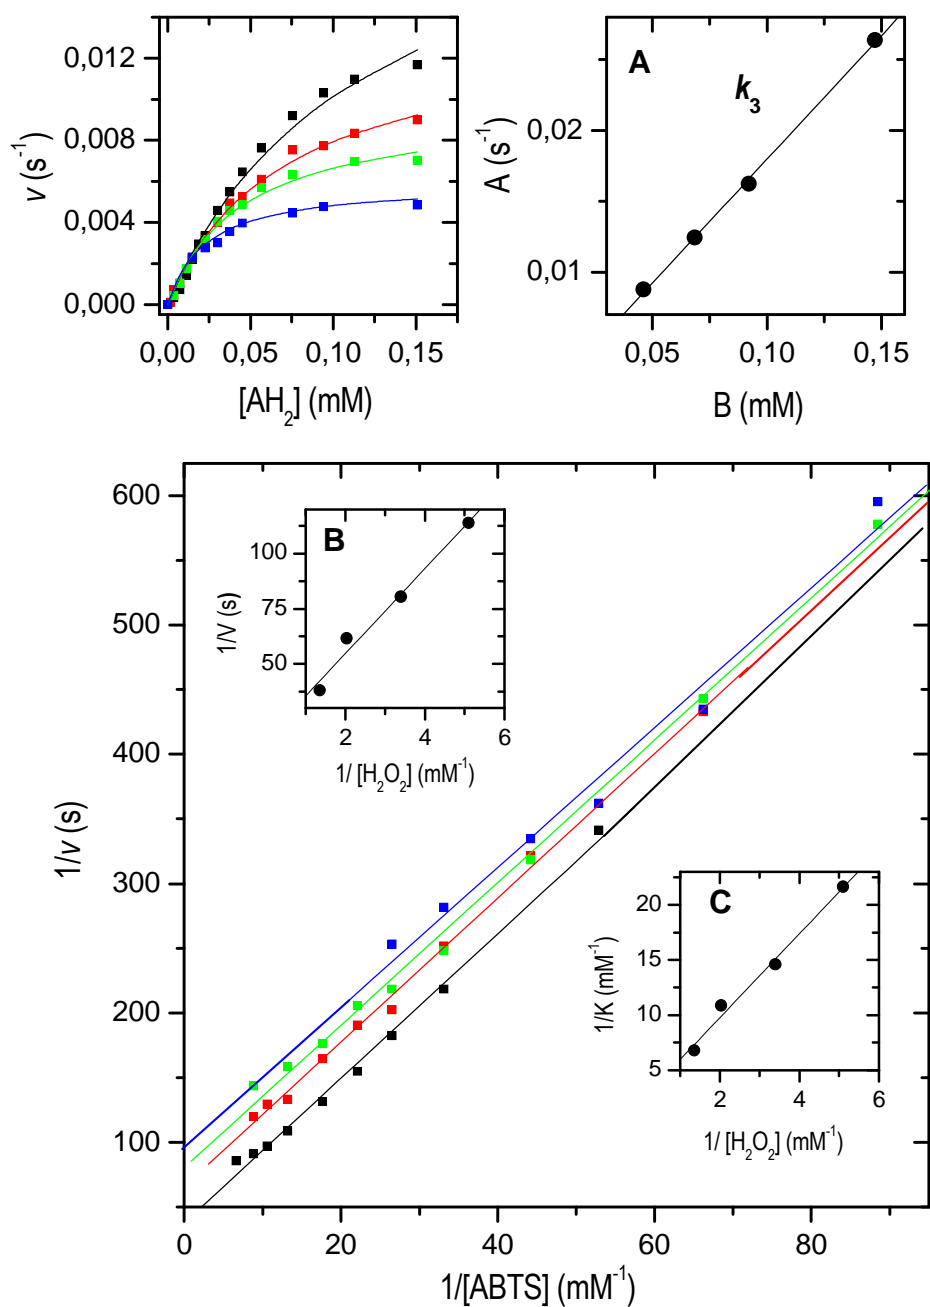 0,012
0,008
0,004
0,000
v (s⁻¹)
0,00 0,05 0,10 0,15
[AH₂] (mM)
A
k₃
0,02
0,01
A (s⁻¹)
0,05 0,10 0,15
B (mM)
600
500
400
300
200
100
1/v (s)
0 20 40 60 80
1/[ABTS] (mM⁻¹)
B
100
75
50
1/V (s)
2 4 6
1/ [H₂O₂] (mM⁻¹)
C
20
15
10
5
1/K (mM⁻¹)
2 4 6
1/ [H₂O₂] (mM⁻¹)